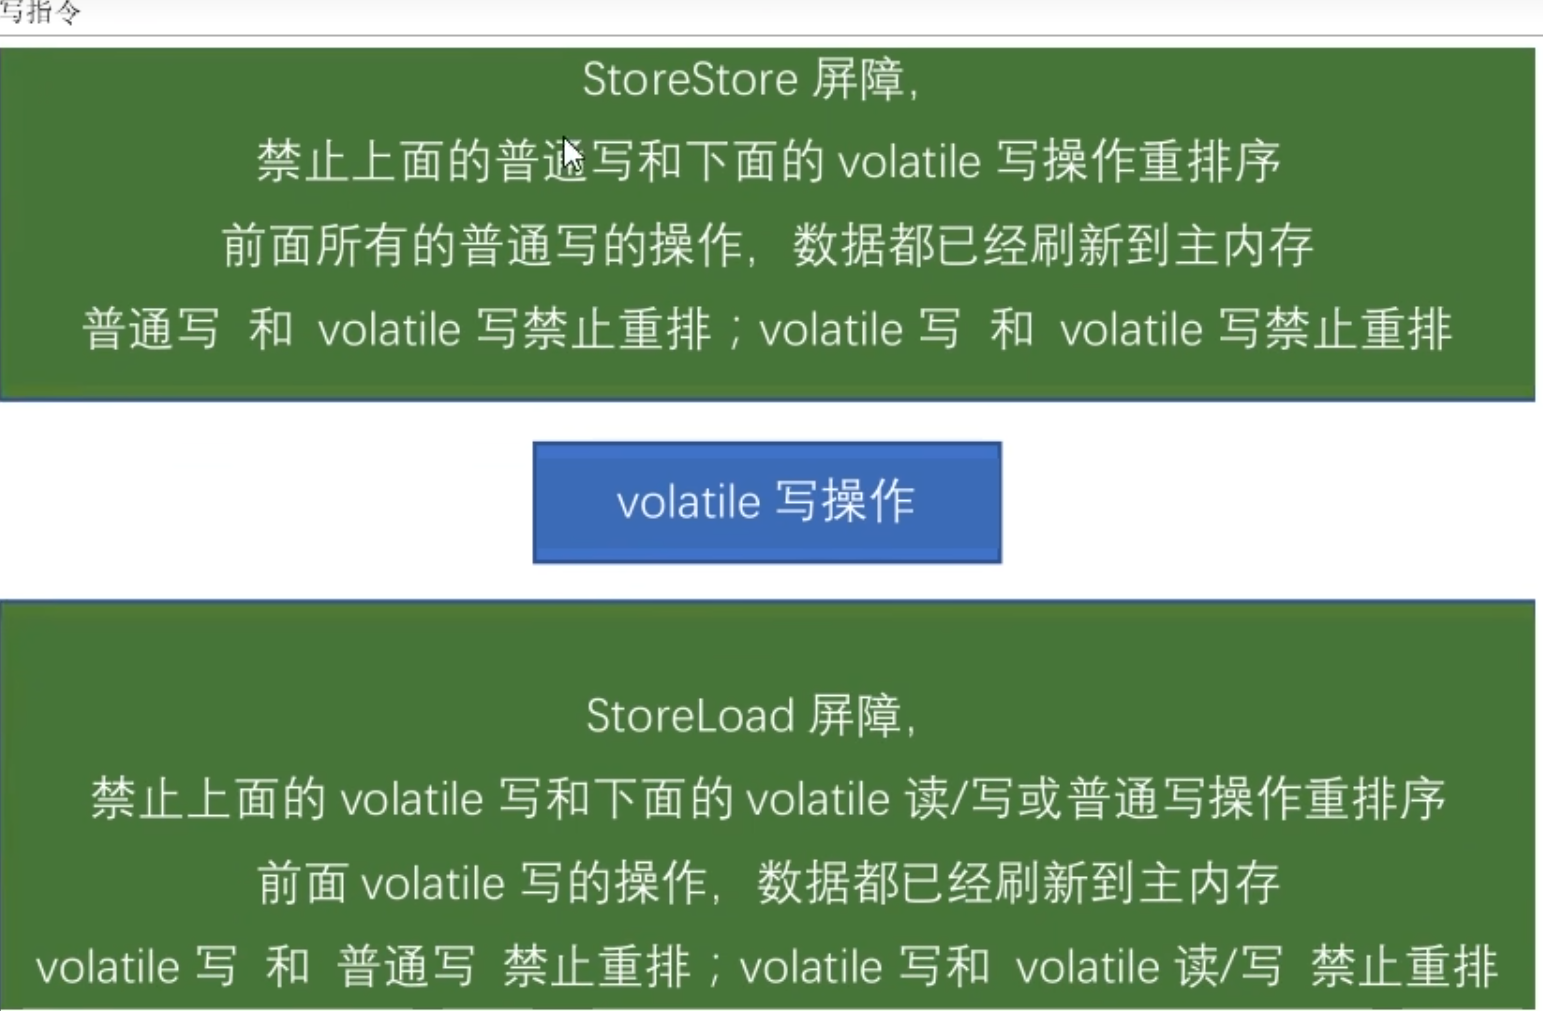 写指令
StoreStore 屏障，
禁止上面的普通写和下面的 volatile 写操作重排序
前面所有的普通写的操作，数据都已经刷新到主内存
普通写 和 volatile 写禁止重排；volatile 写 和 volatile 写禁止重排
volatile 写操作
StoreLoad 屏障，
禁止上面的 volatile 写和下面的 volatile 读/写或普通写操作重排序
前面 volatile 写的操作，数据都已经刷新到主内存
volatile 写 和 普通写 禁止重排；volatile 写和 volatile 读/写 禁止重排